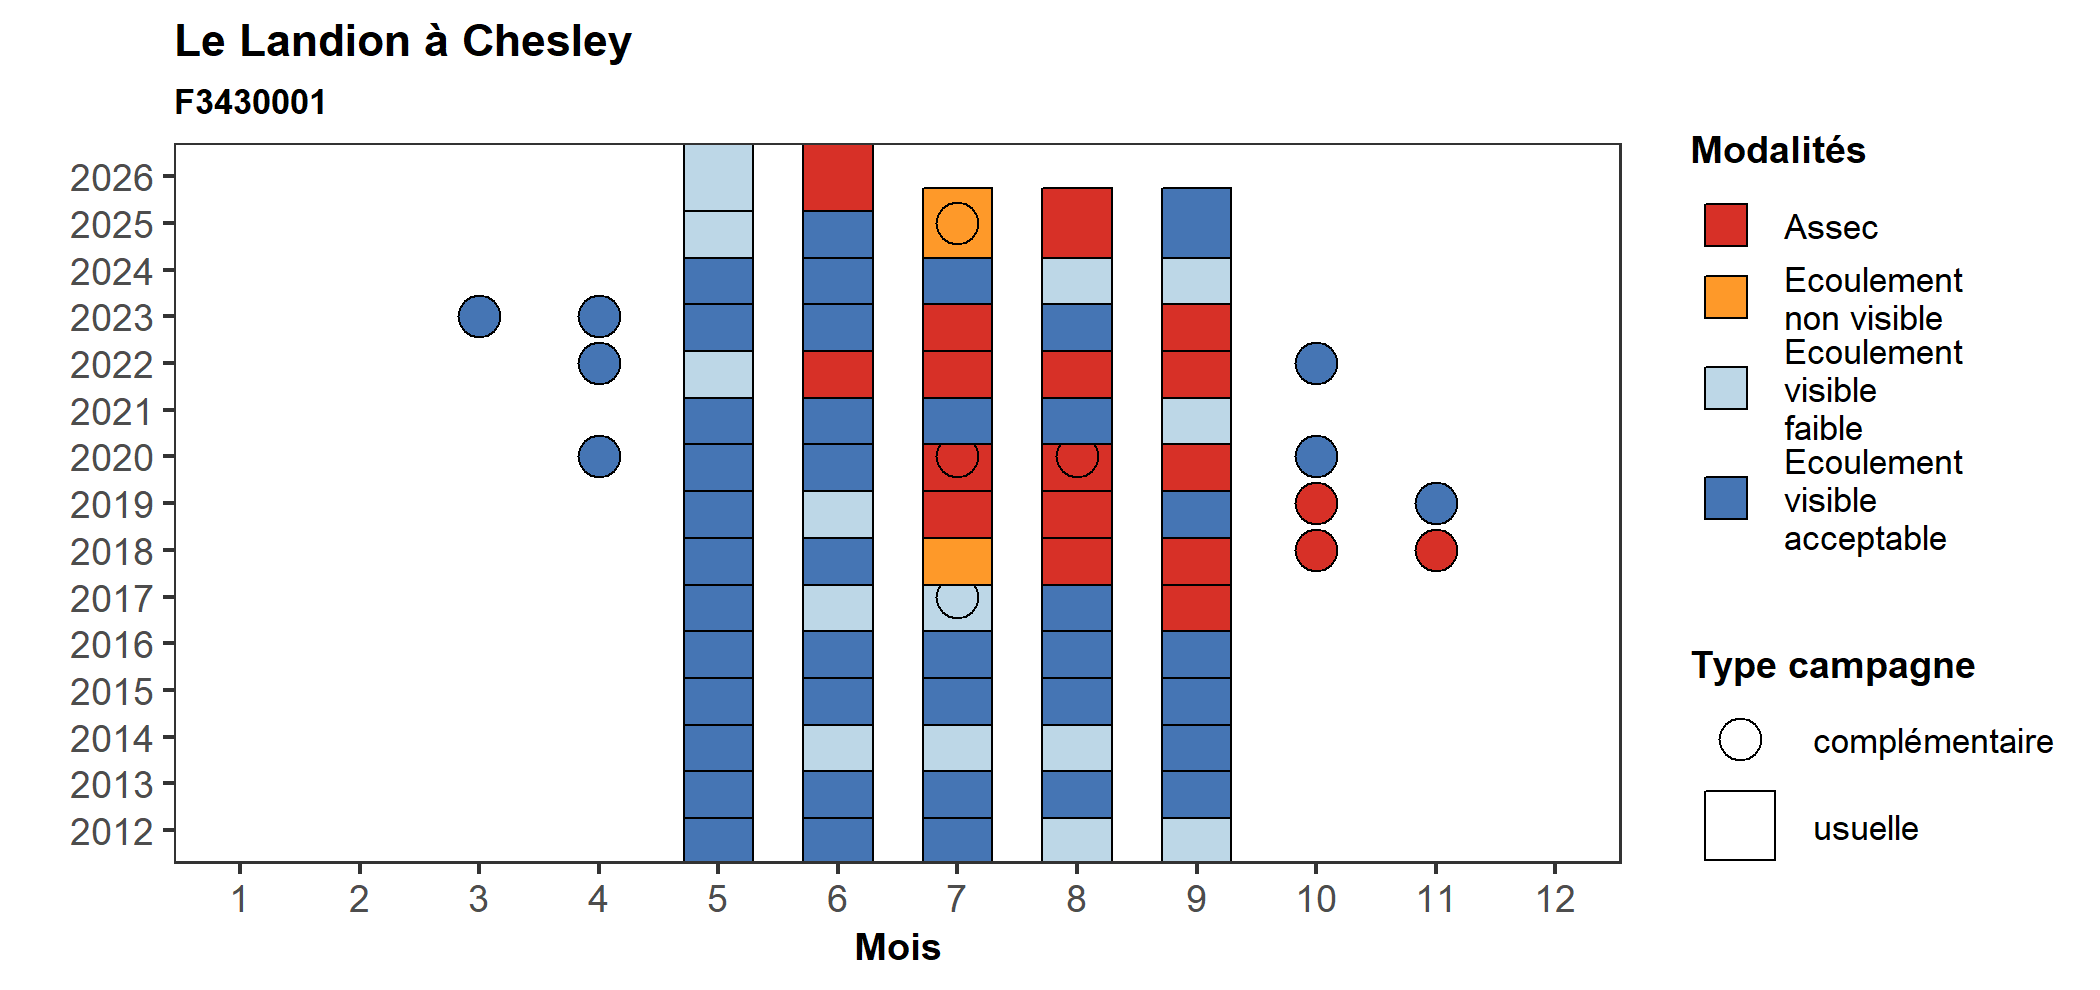 Le Landion à Chesley
F3430001
2026
2025
2024
2023
2022
2021
2020
2019
2018
2017
2016
2015
2014
2013
2012
1 2 3 4 5 6 7 8 9 10 11 12
Mois
Modalités
Assec
Ecoulement
non visible
Ecoulement
visible
faible
Ecoulement
visible
acceptable
Type campagne
complémentaire
usuelle